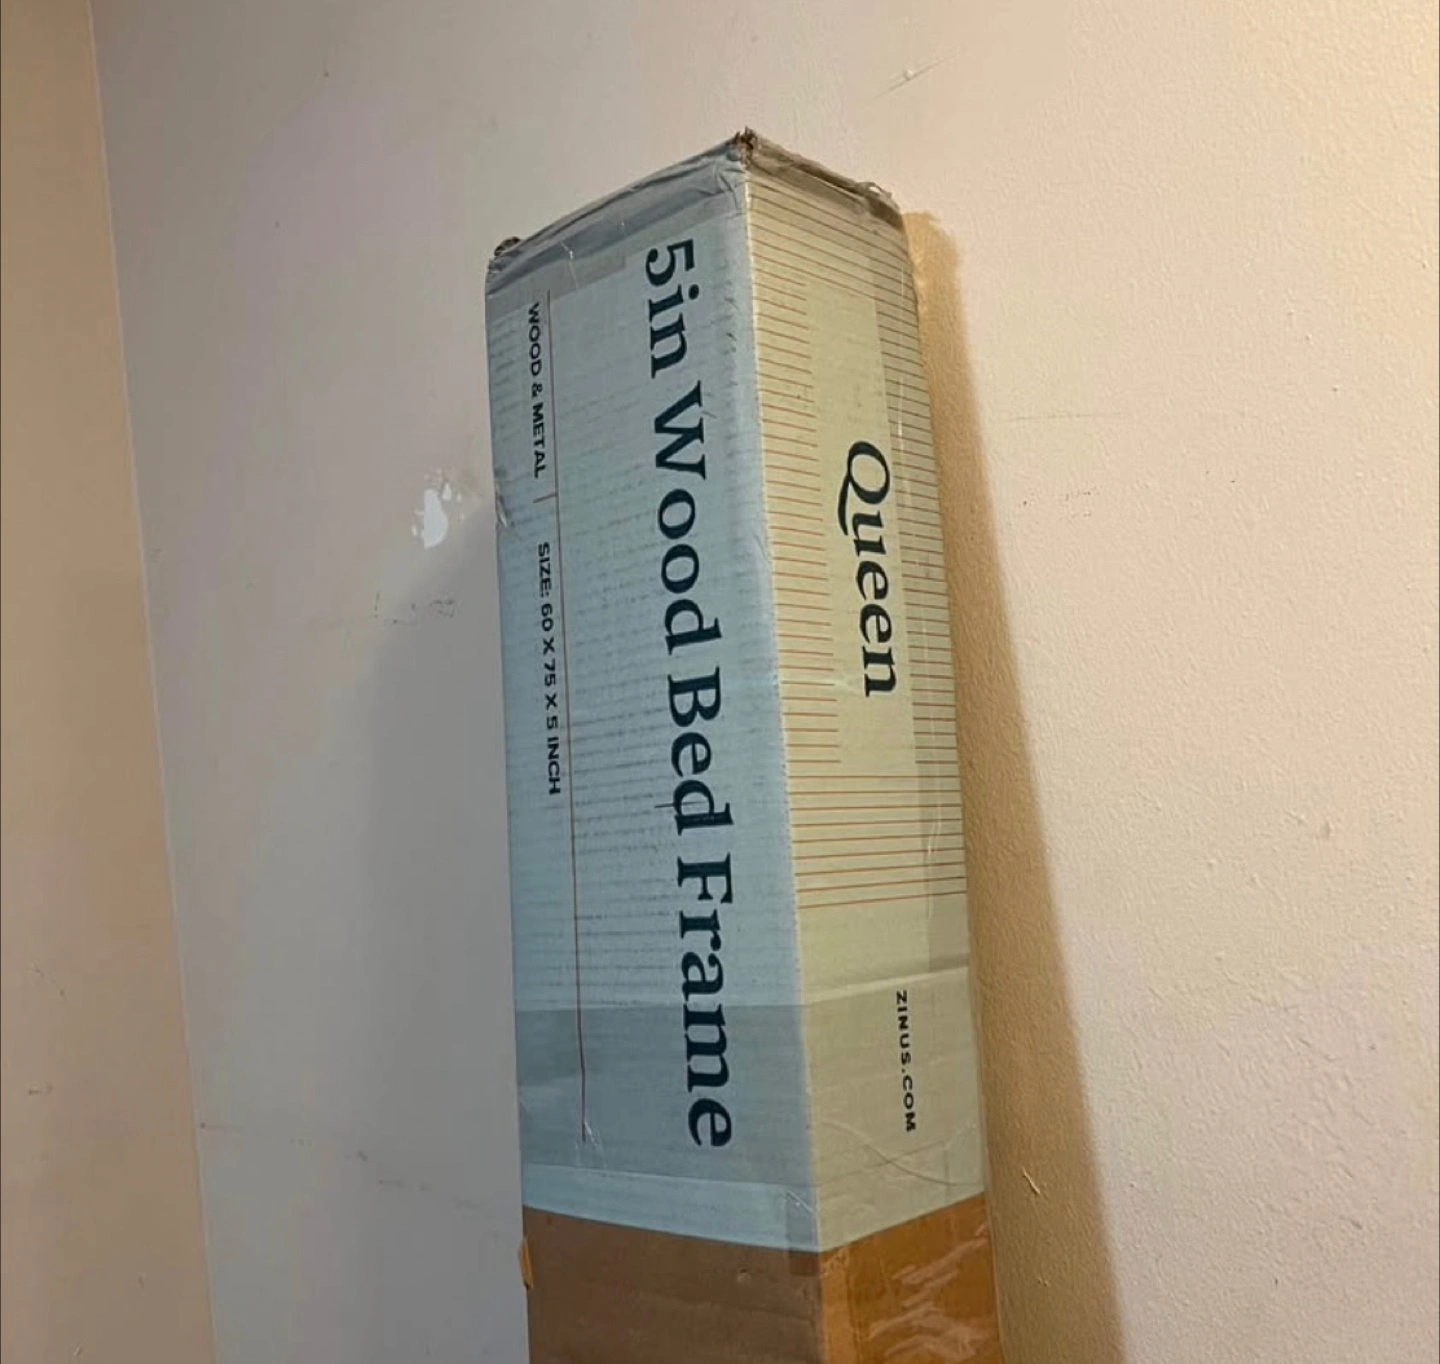 5in Wood Bed Frame
WOOD & METAL | SIZE: 60 X 75 X 5 INCH
Queen
ZINUS.COM